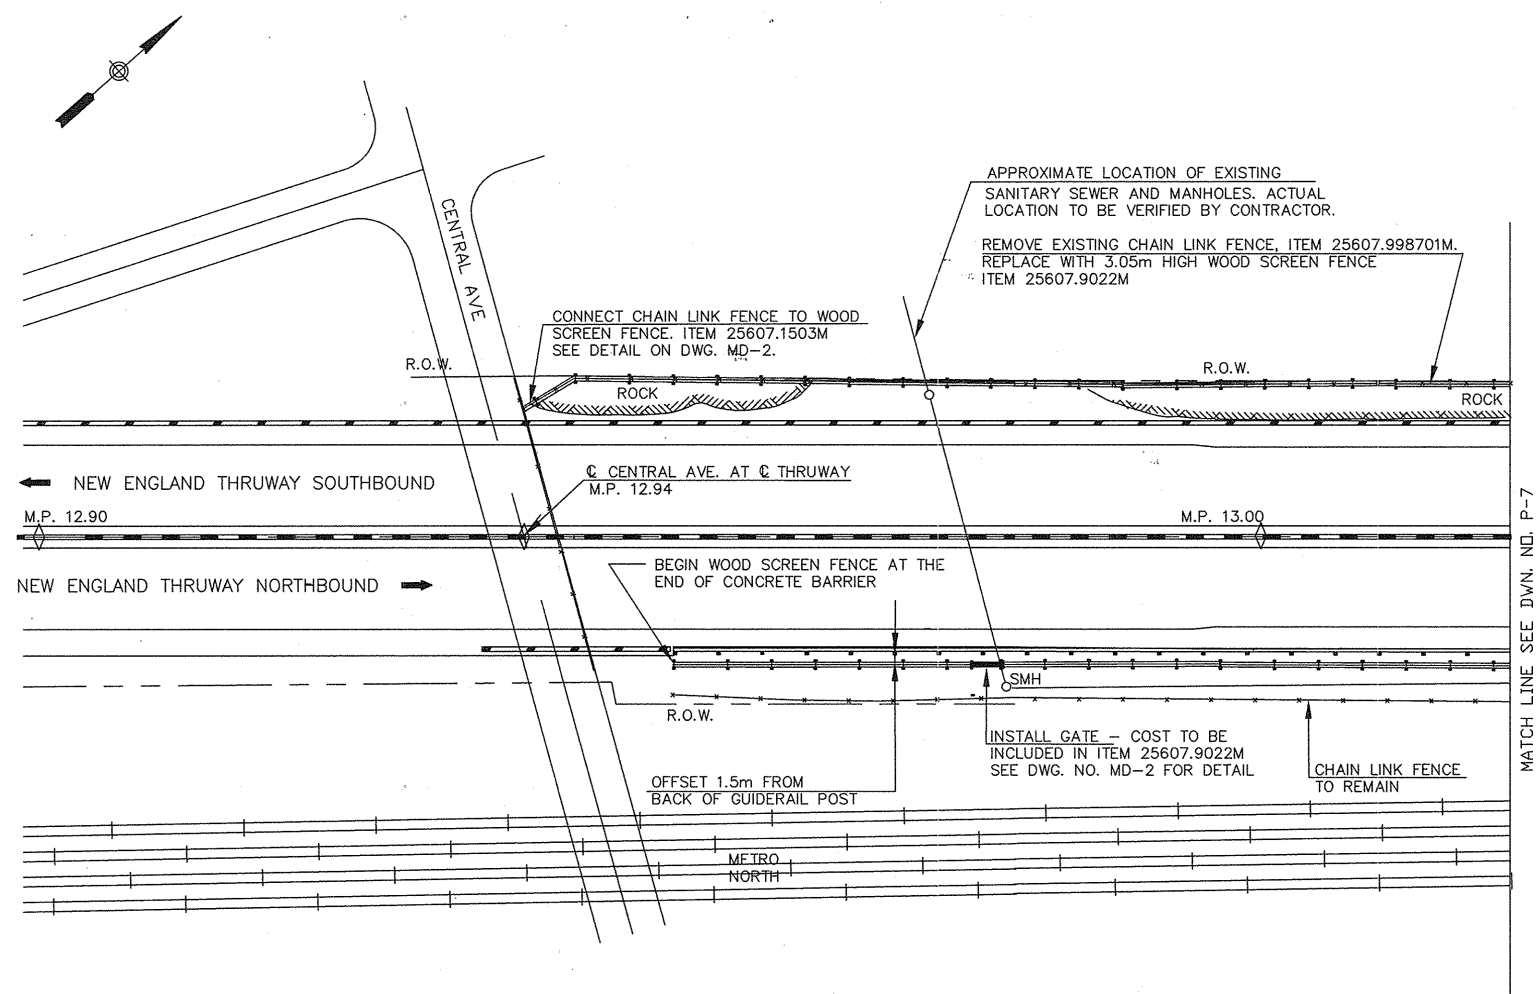 APPROXIMATE LOCATION OF EXISTING
SANITARY SEWER AND MANHOLES. ACTUAL
LOCATION TO BE VERIFIED BY CONTRACTOR.
REMOVE EXISTING CHAIN LINK FENCE, ITEM 25607.998701M.
REPLACE WITH 3.05m HIGH WOOD SCREEN FENCE
ITEM 25607.9022M
CENTRAL AVE
CONNECT CHAIN LINK FENCE TO WOOD
SCREEN FENCE. ITEM 25607.1503M
SEE DETAIL ON DWG. MD-2.
R.O.W.
R.O.W.
ROCK
ROCK
℄ CENTRAL AVE. AT ℄ THRUWAY
M.P. 12.94
NEW ENGLAND THRUWAY SOUTHBOUND
M.P. 12.90
M.P. 13.00
NEW ENGLAND THRUWAY NORTHBOUND
BEGIN WOOD SCREEN FENCE AT THE
END OF CONCRETE BARRIER
SMH
R.O.W.
INSTALL GATE - COST TO BE
INCLUDED IN ITEM 25607.9022M
SEE DWG. NO. MD-2 FOR DETAIL
OFFSET 1.5m FROM
BACK OF GUIDERAIL POST
CHAIN LINK FENCE
TO REMAIN
METRO
NORTH
MATCH LINE SEE DWN. NO. P-7